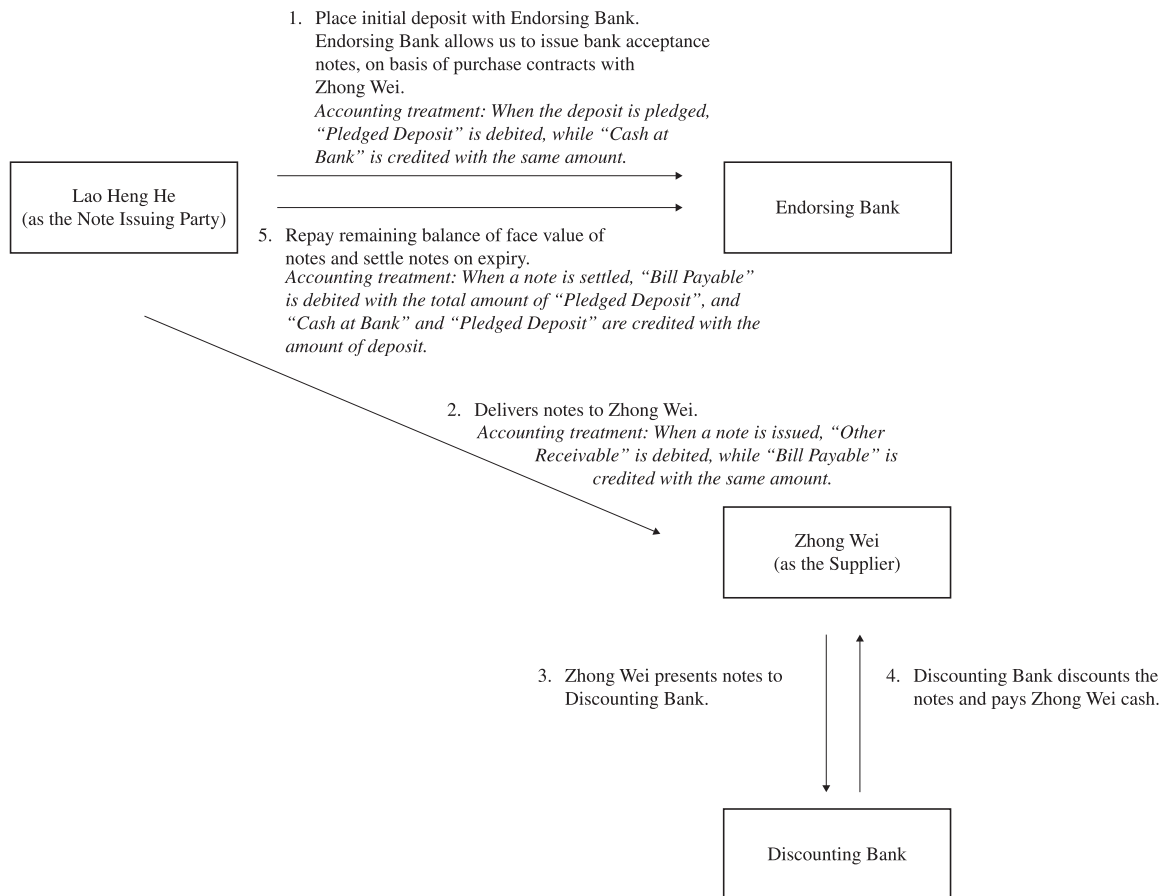 1. Place initial deposit with Endorsing Bank.
Endorsing Bank allows us to issue bank acceptance
notes, on basis of purchase contracts with
Zhong Wei.
Accounting treatment: When the deposit is pledged,
“Pledged Deposit” is debited, while “Cash at
Bank” is credited with the same amount.
Lao Heng He
(as the Note Issuing Party)
Endorsing Bank
5. Repay remaining balance of face value of
notes and settle notes on expiry.
Accounting treatment: When a note is settled, “Bill Payable”
is debited with the total amount of “Pledged Deposit”, and
“Cash at Bank” and “Pledged Deposit” are credited with the
amount of deposit.
2. Delivers notes to Zhong Wei.
Accounting treatment: When a note is issued, “Other
Receivable” is debited, while “Bill Payable” is
credited with the same amount.
Zhong Wei
(as the Supplier)
3. Zhong Wei presents notes to
Discounting Bank.
4. Discounting Bank discounts the
notes and pays Zhong Wei cash.
Discounting Bank